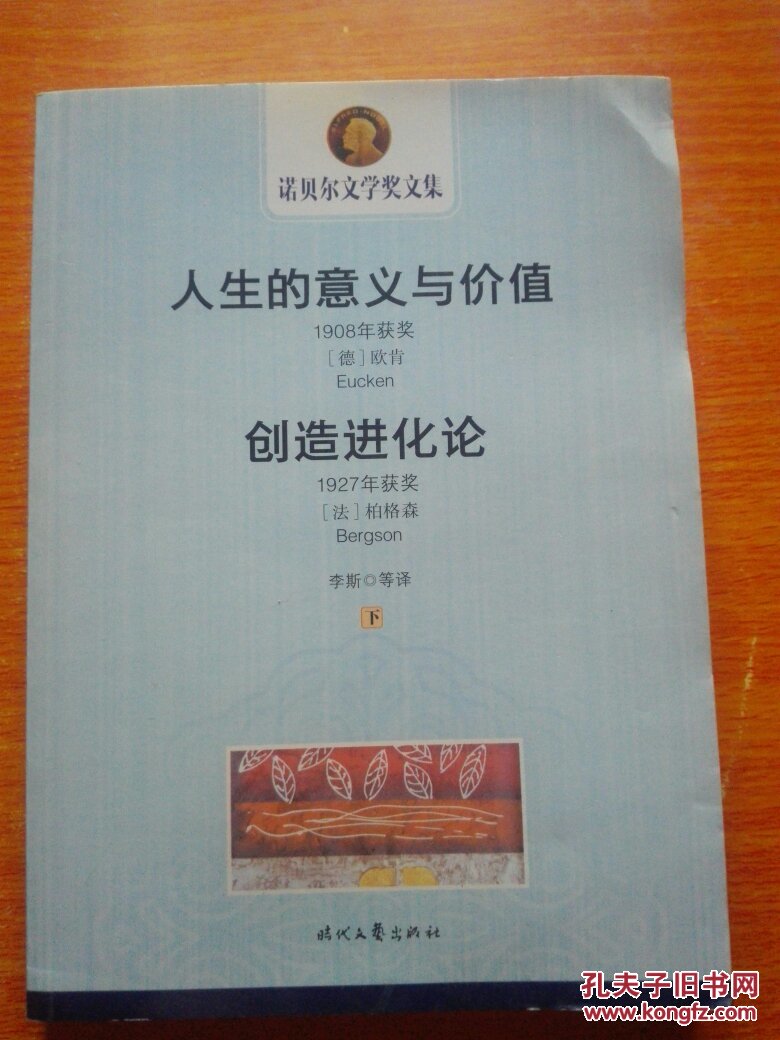 诺贝尔文学奖文集
人生的意义与价值
1908年获奖
［德］欧肯
Eucken
创造进化论
1927年获奖
［法］柏格森
Bergson
李斯◎等译
下
时代文艺出版社
孔夫子旧书网
www.kongfz.com